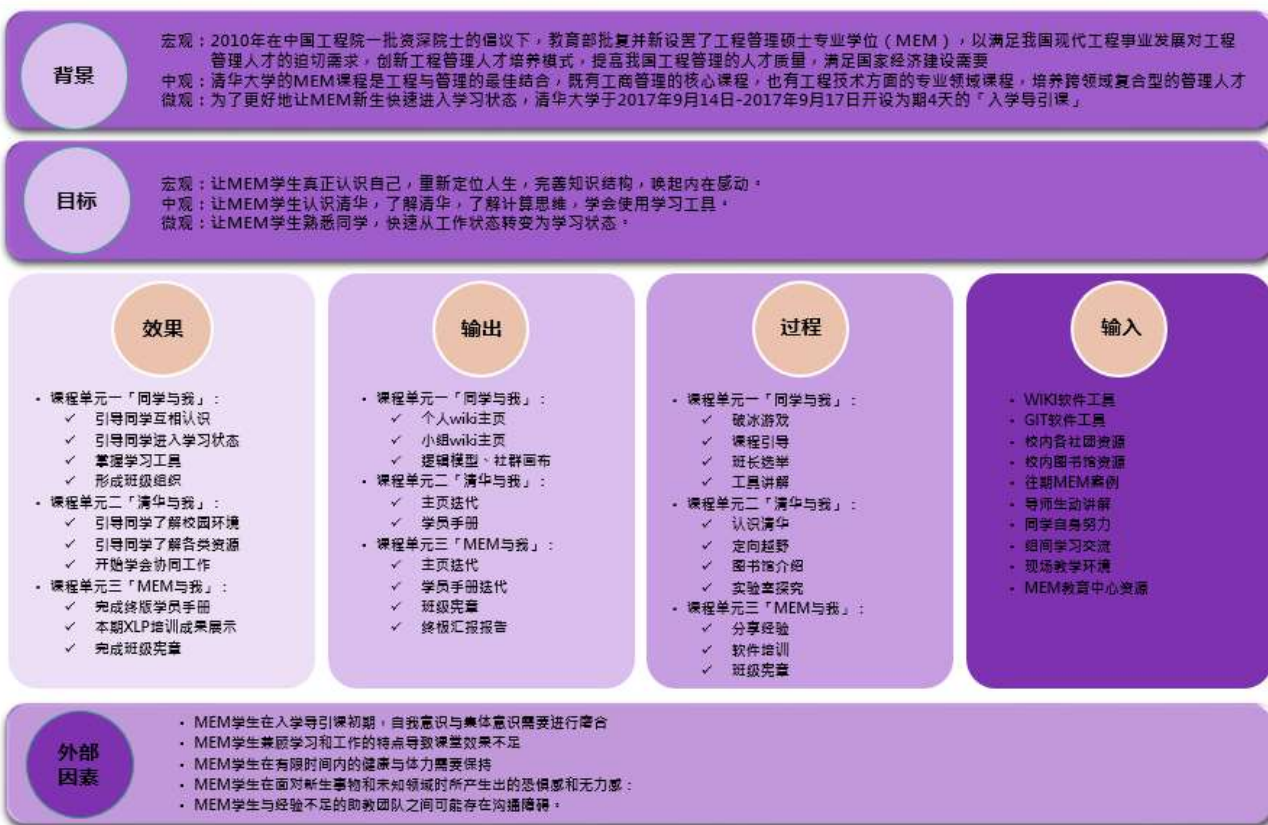 背景
宏观：2010年在中国工程院一批资深院士的倡议下，教育部批复并新设置了工程管理硕士专业学位（MEM），以满足我国现代工程事业发展对工程
管理人才的迫切需求，创新工程管理人才培养模式，提高我国工程管理的人才质量，满足国家经济建设需要
中观：清华大学的MEM课程是工程与管理的最佳结合，既有工商管理的核心课程，也有工程技术方面的专业领域课程，培养跨领域复合型的管理人才
微观：为了更好地让MEM新生快速进入学习状态，清华大学于2017年9月14日-2017年9月17日开设为期4天的「入学导引课」
目标
宏观：让MEM学生真正认识自己，重新定位人生，完善知识结构，唤起内在感动。
中观：让MEM学生认识清华，了解清华，了解计算思维，学会使用学习工具。
微观：让MEM学生熟悉同学，快速从工作状态转变为学习状态。
效果
• 课程单元一「同学与我」：
✓ 引导同学互相认识
✓ 引导同学进入学习状态
✓ 掌握学习工具
✓ 形成班级组织
• 课程单元二「清华与我」：
✓ 引导同学了解校园环境
✓ 引导同学了解各类资源
✓ 开始学会协同工作
• 课程单元三「MEM与我」：
✓ 完成终版学员手册
✓ 本期XLP培训成果展示
✓ 完成班级宪章
输出
• 课程单元一「同学与我」：
✓ 个人wiki主页
✓ 小组wiki主页
✓ 逻辑模型、社群画布
• 课程单元二「清华与我」：
✓ 主页迭代
✓ 学员手册
• 课程单元三「MEM与我」：
✓ 主页迭代
✓ 学员手册迭代
✓ 班级宪章
✓ 终极汇报报告
过程
• 课程单元一「同学与我」：
✓ 破冰游戏
✓ 课程引导
✓ 班长选举
✓ 工具讲解
• 课程单元二「清华与我」：
✓ 认识清华
✓ 定向越野
✓ 图书馆介绍
✓ 实验室探究
• 课程单元三「MEM与我」：
✓ 分享经验
✓ 软件培训
✓ 班级宪章
输入
• WIKI软件工具
• GIT软件工具
• 校内各社团资源
• 校内图书馆资源
• 往期MEM案例
• 导师生动讲解
• 同学自身努力
• 组间学习交流
• 现场教学环境
• MEM教育中心资源
外部
因素
• MEM学生在入学导引课初期，自我意识与集体意识需要进行磨合
• MEM学生兼顾学习和工作的特点导致课堂效果不足
• MEM学生在有限时间内的健康与体力需要保持
• MEM学生在面对新生事物和未知领域时所产生出的恐惧感和无力感；
• MEM学生与经验不足的助教团队之间可能存在沟通障碍。